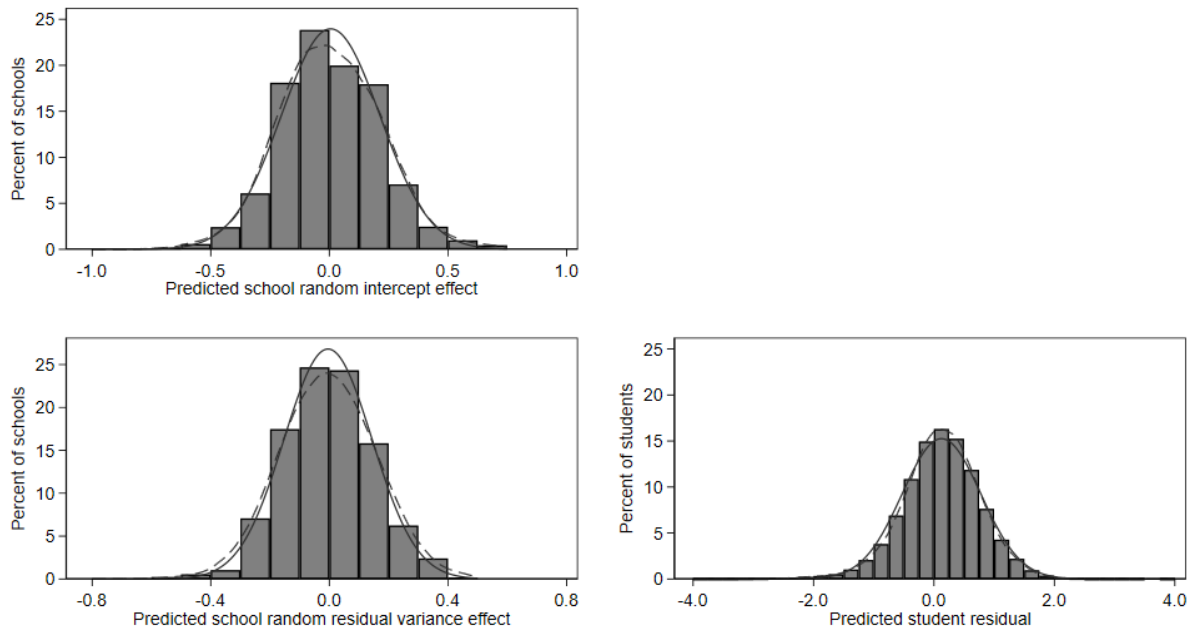 Percent of schools
25
20
15
10
5
0
-1.0 -0.5 0.0 0.5 1.0
Predicted school random intercept effect
Percent of schools
25
20
15
10
5
0
-0.8 -0.4 0.0 0.4 0.8
Predicted school random residual variance effect
Percent of students
25
20
15
10
5
0
-4.0 -2.0 0.0 2.0 4.0
Predicted student residual